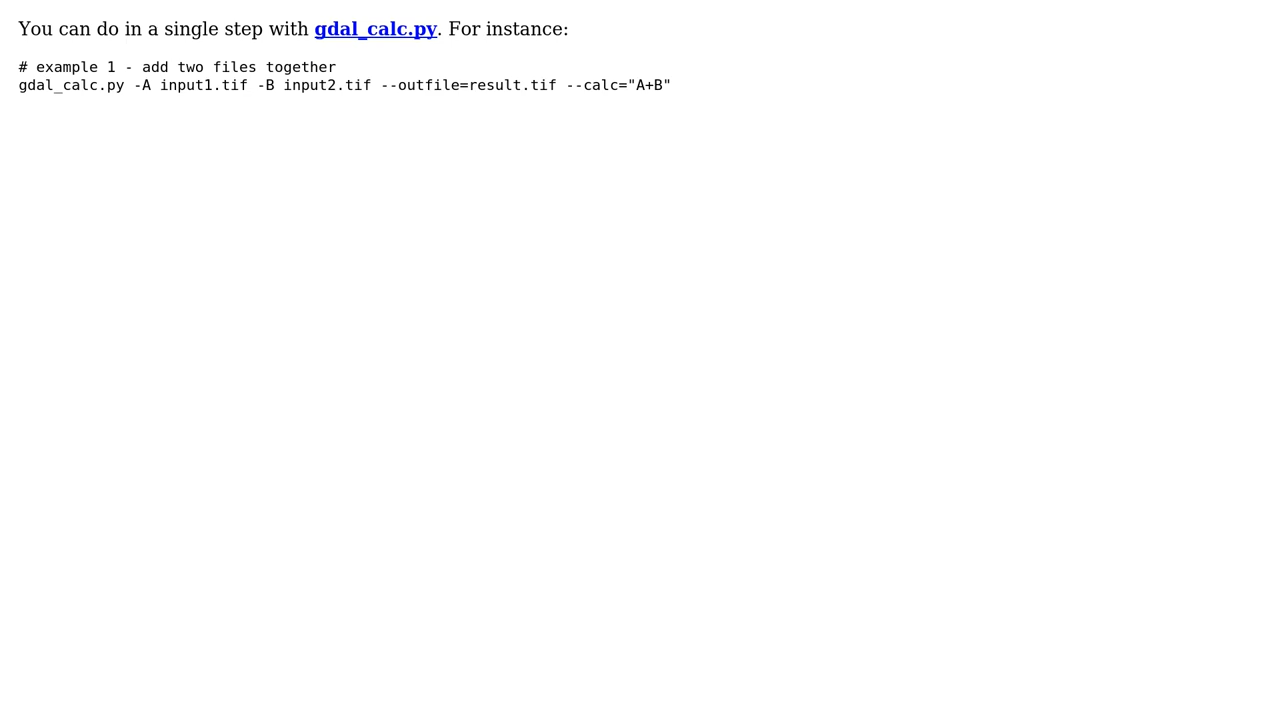 You can do in a single step with gdal_calc.py. For instance:
# example 1 - add two files together
gdal_calc.py -A input1.tif -B input2.tif --outfile=result.tif --calc="A+B"